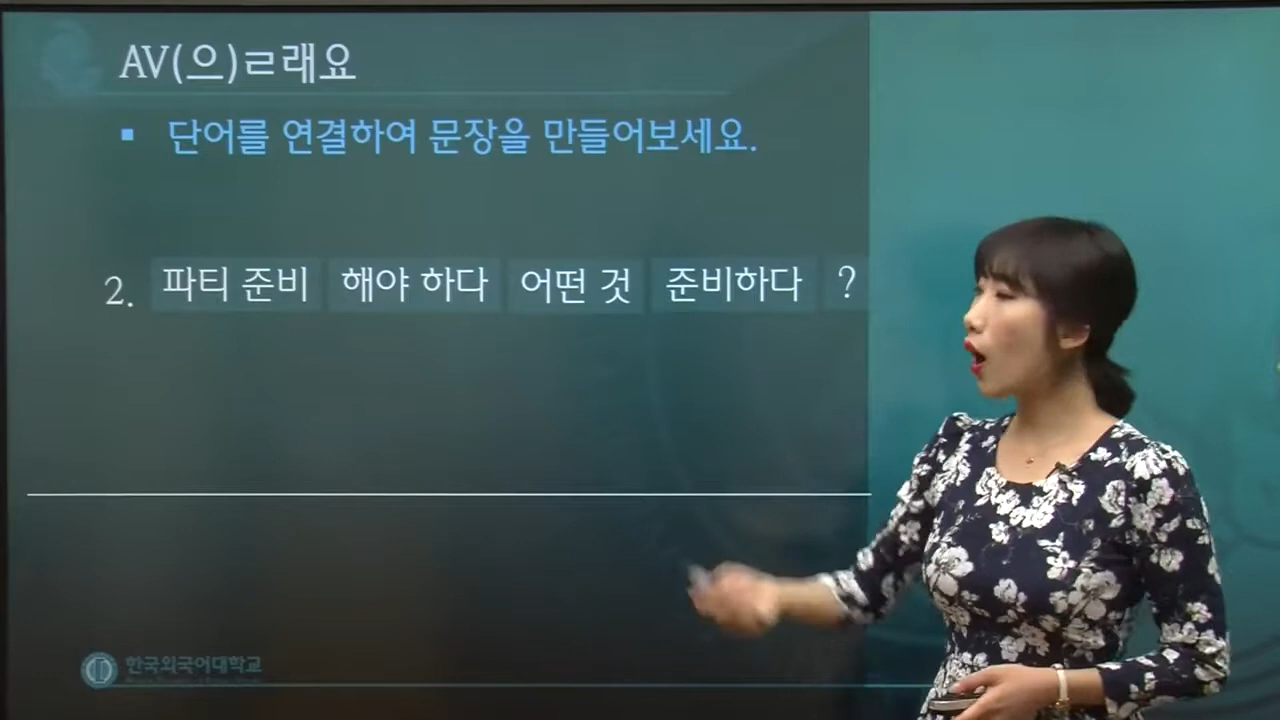 AV(으)ㄹ래요
▪ 단어를 연결하여 문장을 만들어보세요.
2. 파티 준비 해야 하다 어떤 것 준비하다 ?
한국외국어대학교